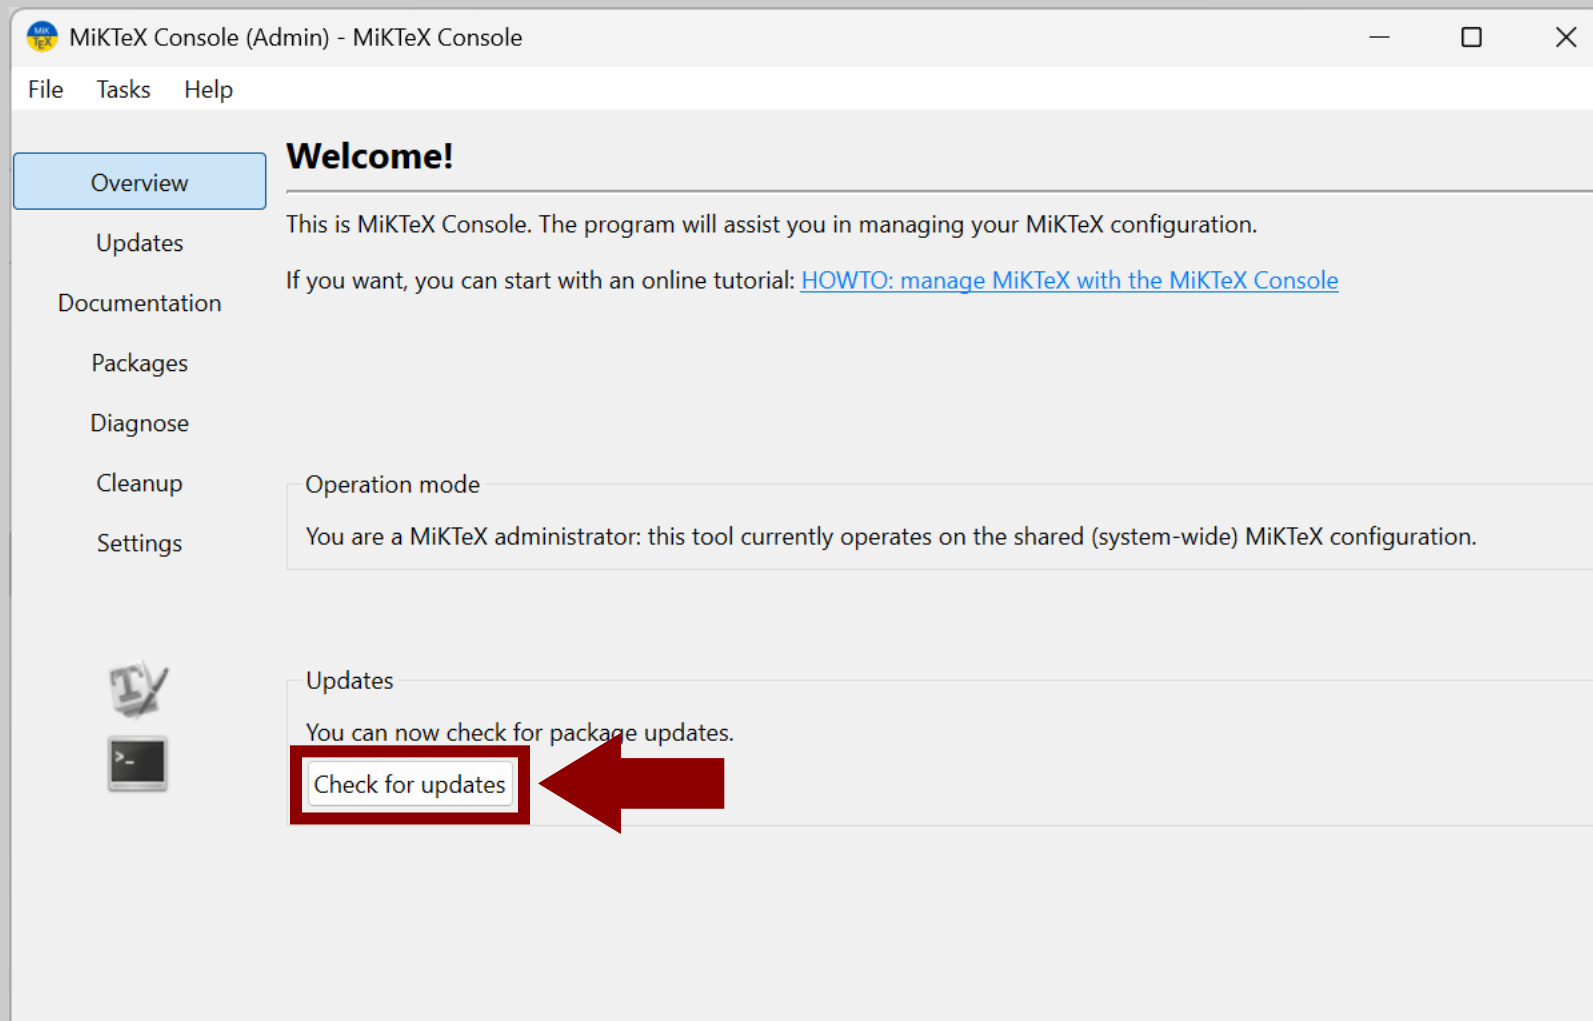 MiK
TeX
MiKTeX Console (Admin) - MiKTeX Console
File Tasks Help
Overview
Updates
Documentation
Packages
Diagnose
Cleanup
Settings
Welcome!
This is MiKTeX Console. The program will assist you in managing your MiKTeX configuration.
If you want, you can start with an online tutorial: HOWTO: manage MiKTeX with the MiKTeX Console
Operation mode
You are a MiKTeX administrator: this tool currently operates on the shared (system-wide) MiKTeX configuration.
T
>_
Updates
You can now check for package updates.
Check for updates